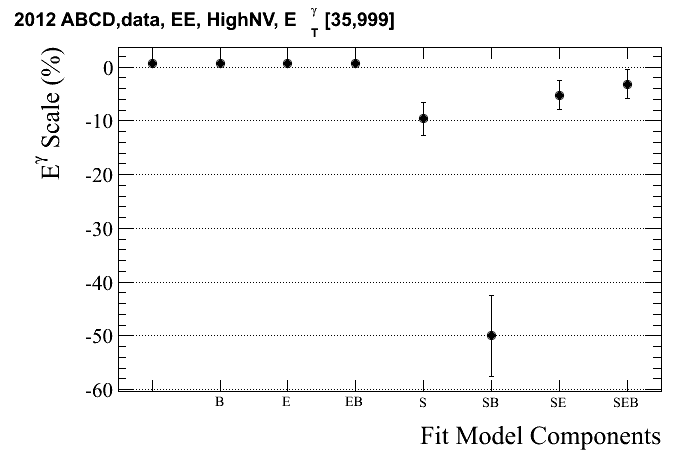 2012 ABCD,data, EE, HighNV, E γ T [35,999]
E γ Scale (%)
0
-10
-20
-30
-40
-50
-60
B E EB S SB SE SEB
Fit Model Components